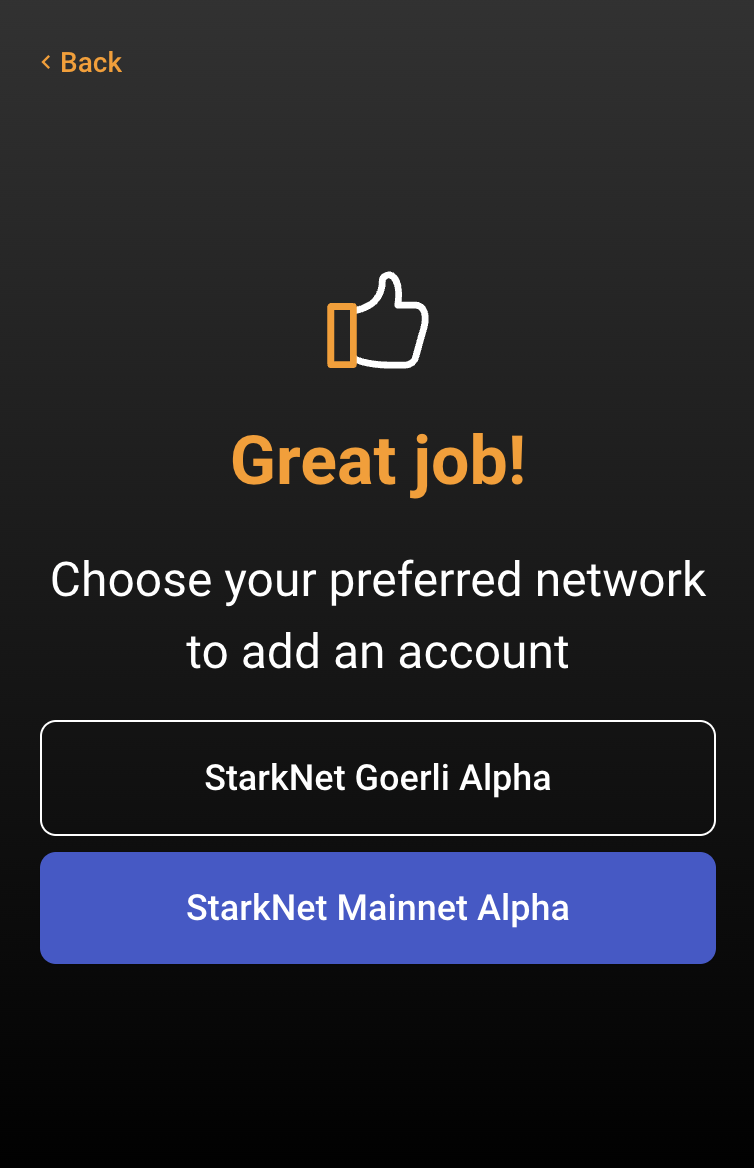 Back
Great job!
Choose your preferred network
to add an account
StarkNet Goerli Alpha
StarkNet Mainnet Alpha